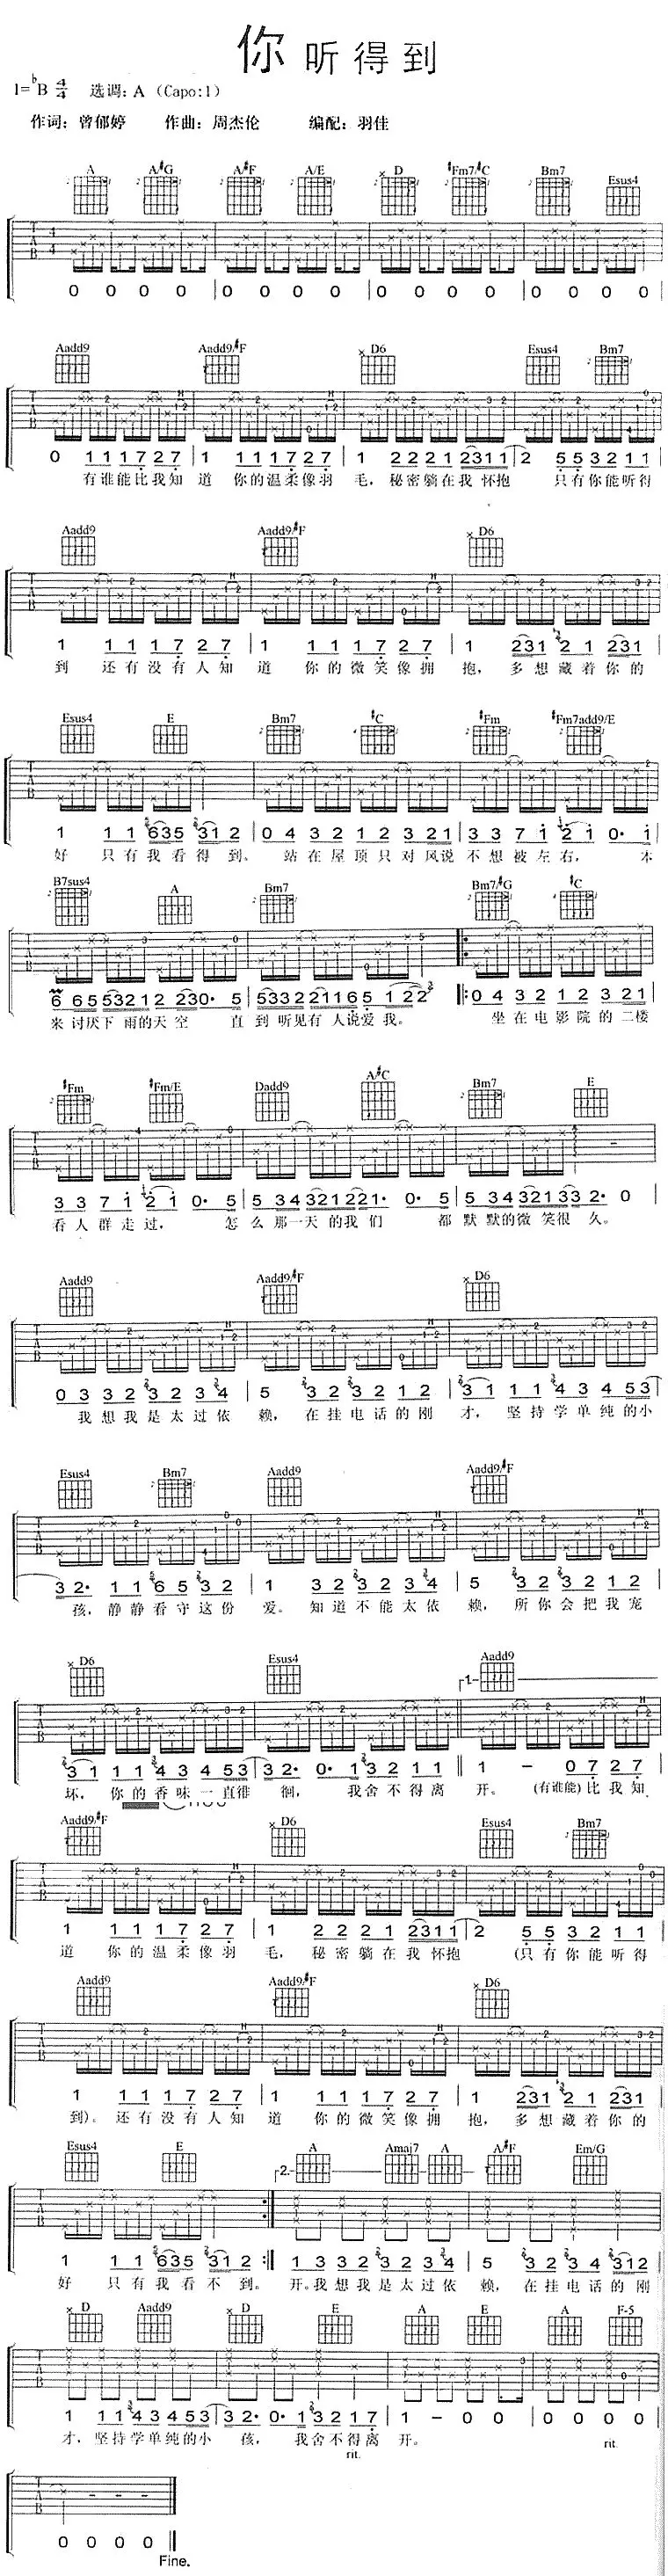 你听得到
1=♭B 4/4 选调:A (Capo:1)
作词:曾郁婷 作曲:周杰伦 编配:羽佳
A A/♯G A/♯F A/E D ♯Fm7/♯C Bm7 Esus4
0 0 0 0 | 0 0 0 0 | 0 0 0 0 | 0 0 0 0
Aadd9 Aadd9/♯F D6 Esus4 Bm7
0 1 1 1 7 2 7 | 1 1 1 1 7 2 7 | 1 2 2 2 1 2 3 1 1 | 2 5 5 3 2 1 1
有谁能比我知道 你的温柔像羽毛,秘密躺在我怀抱 只有你能听得
Aadd9 Aadd9/♯F D6
1 1 1 1 7 2 7 | 1 1 1 1 7 2 7 | 1 2 3 1 2 1 2 3 1
到 还有没有人知道 你的微笑像拥抱,多想藏着你的
Esus4 E Bm7 ♯C ♯Fm ♯Fm7add9/E
1 1 1 6 3 5 3 1 2 | 0 4 3 2 1 2 3 2 1 | 3 3 7 1 2 1 0· 1
好 只有我看得到。 站在屋顶只对风说 不想被左右, 本
B7sus4 A Bm7 Bm7/♯G ♯C
6 6 5 5 3 2 1 2 2 3 0· 5 | 5 3 3 2 2 1 1 6 5 1 2 2 |: 0 4 3 2 1 2 3 2 1
来讨厌下雨的天空 直到听见有人说爱我。 坐在电影院的二楼
♯Fm ♯Fm/E Dadd9 A/♯C Bm7 E
3 3 7 1 2 1 0· 5 | 5 3 4 3 2 1 2 2 1· 0· 5 | 5 3 4 3 2 1 3 3 2· 0
看人群走过, 怎么那一天的我们 都默默的微笑很久。
Aadd9 Aadd9/♯F D6
0 3 3 2 3 2 3 4 | 5 3 2 3 2 1 2 | 3 1 1 1 4 3 4 5 3
我想我是太过依赖,在挂电话的刚才,坚持学单纯的小
Esus4 Bm7 Aadd9 Aadd9/♯F
3 2· 1 1 6 5 3 2 | 1 3 2 3 2 3 4 | 5 3 2 3 2 1 2
孩,静静看守这份爱。知道不能太依赖,所你会把我宠
D6 Esus4 1. Aadd9
3 1 1 1 4 3 4 5 3 | 3 2· 0· 1 3 2 1 1 || 1 − 0 7 2 7
坏,你的香味一直徘徊, 我舍不得离开。 (有谁能)比我知
Aadd9/♯F D6 Esus4 Bm7
1 1 1 1 7 2 7 | 1 2 2 2 1 2 3 1 1 | 2 5 5 3 2 1 1
道 你的温柔像羽毛,秘密躺在我怀抱 (只有你能听得
Aadd9 Aadd9/♯F D6
1 1 1 1 7 2 7 | 1 1 1 1 7 2 7 | 1 2 3 1 2 1 2 3 1
到)。还有没有人知道 你的微笑像拥抱,多想藏着你的
Esus4 E 2. A Amaj7 A A/♯F Em/G
1 1 1 6 3 5 3 1 2 :| 1 3 3 2 3 2 3 4 | 5 3 2 3 4 3 1 2
好 只有我看不到。 开。我想我是太过依赖,在挂电话的刚
D Aadd9 D E A E A F-5
1 1 1 4 3 4 5 3 | 3 2· 0· 1 3 2 1 7 | 1 − 0 0 | 0 0 0 0
才,坚持学单纯的小孩, 我舍不得离开。
rit. rit.
0 0 0 0 ||
Fine.